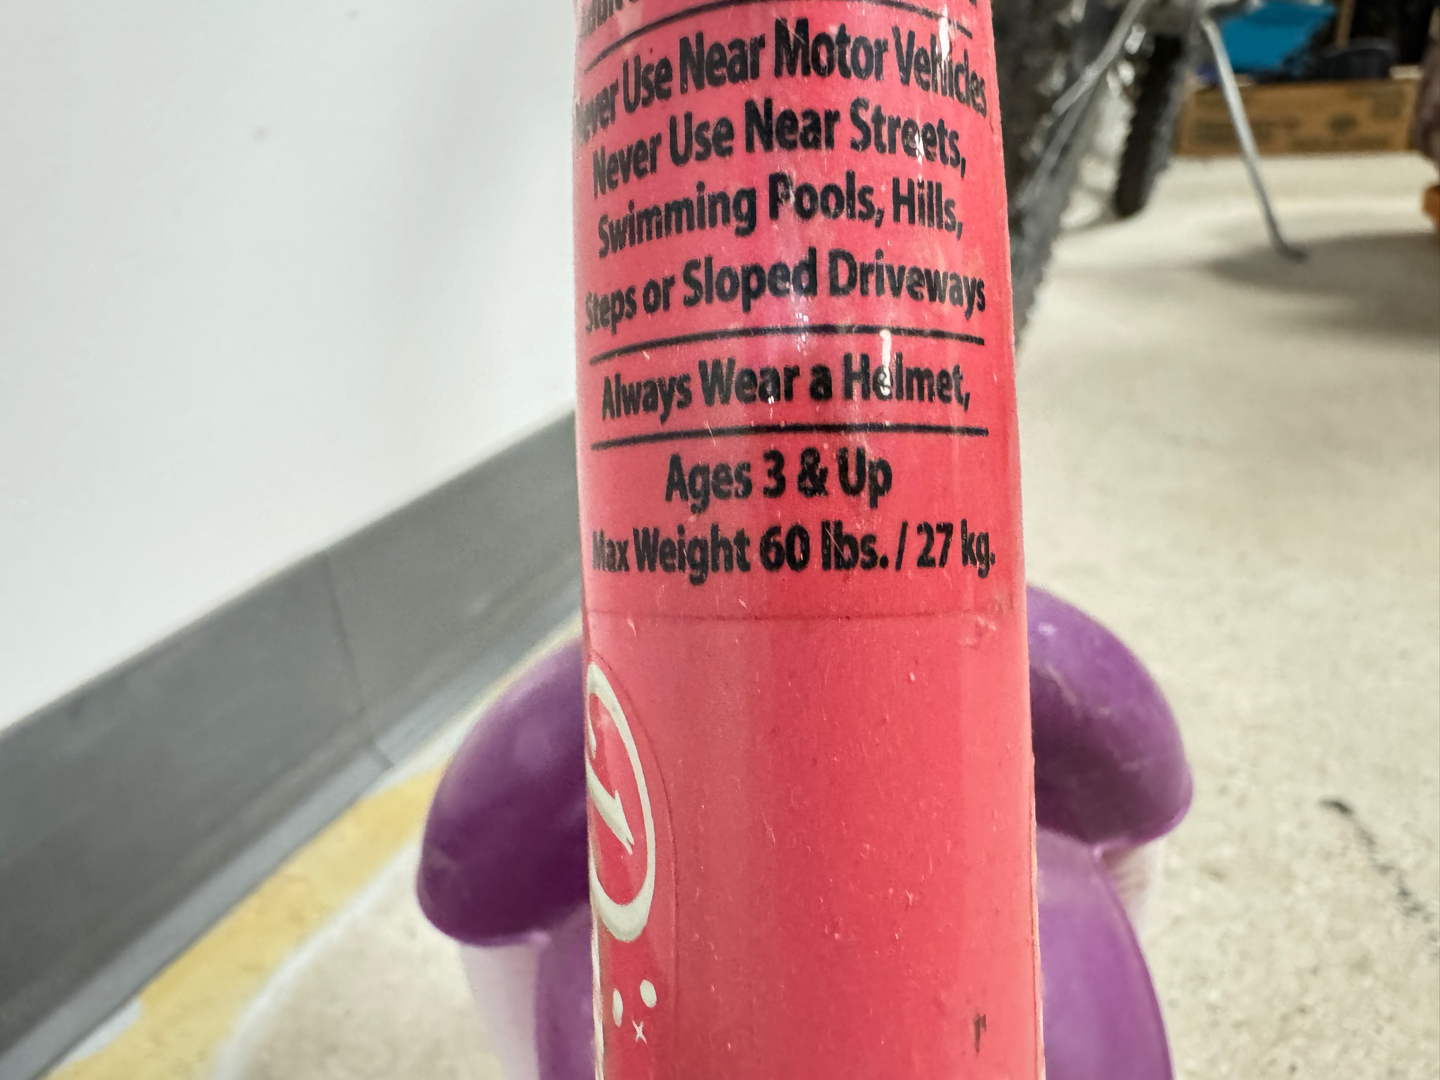 Never Use Near Motor Vehicles
Never Use Near Streets,
Swimming Pools, Hills,
Steps or Sloped Driveways
Always Wear a Helmet,
Ages 3 & Up
Max Weight 60 lbs. / 27 kg.